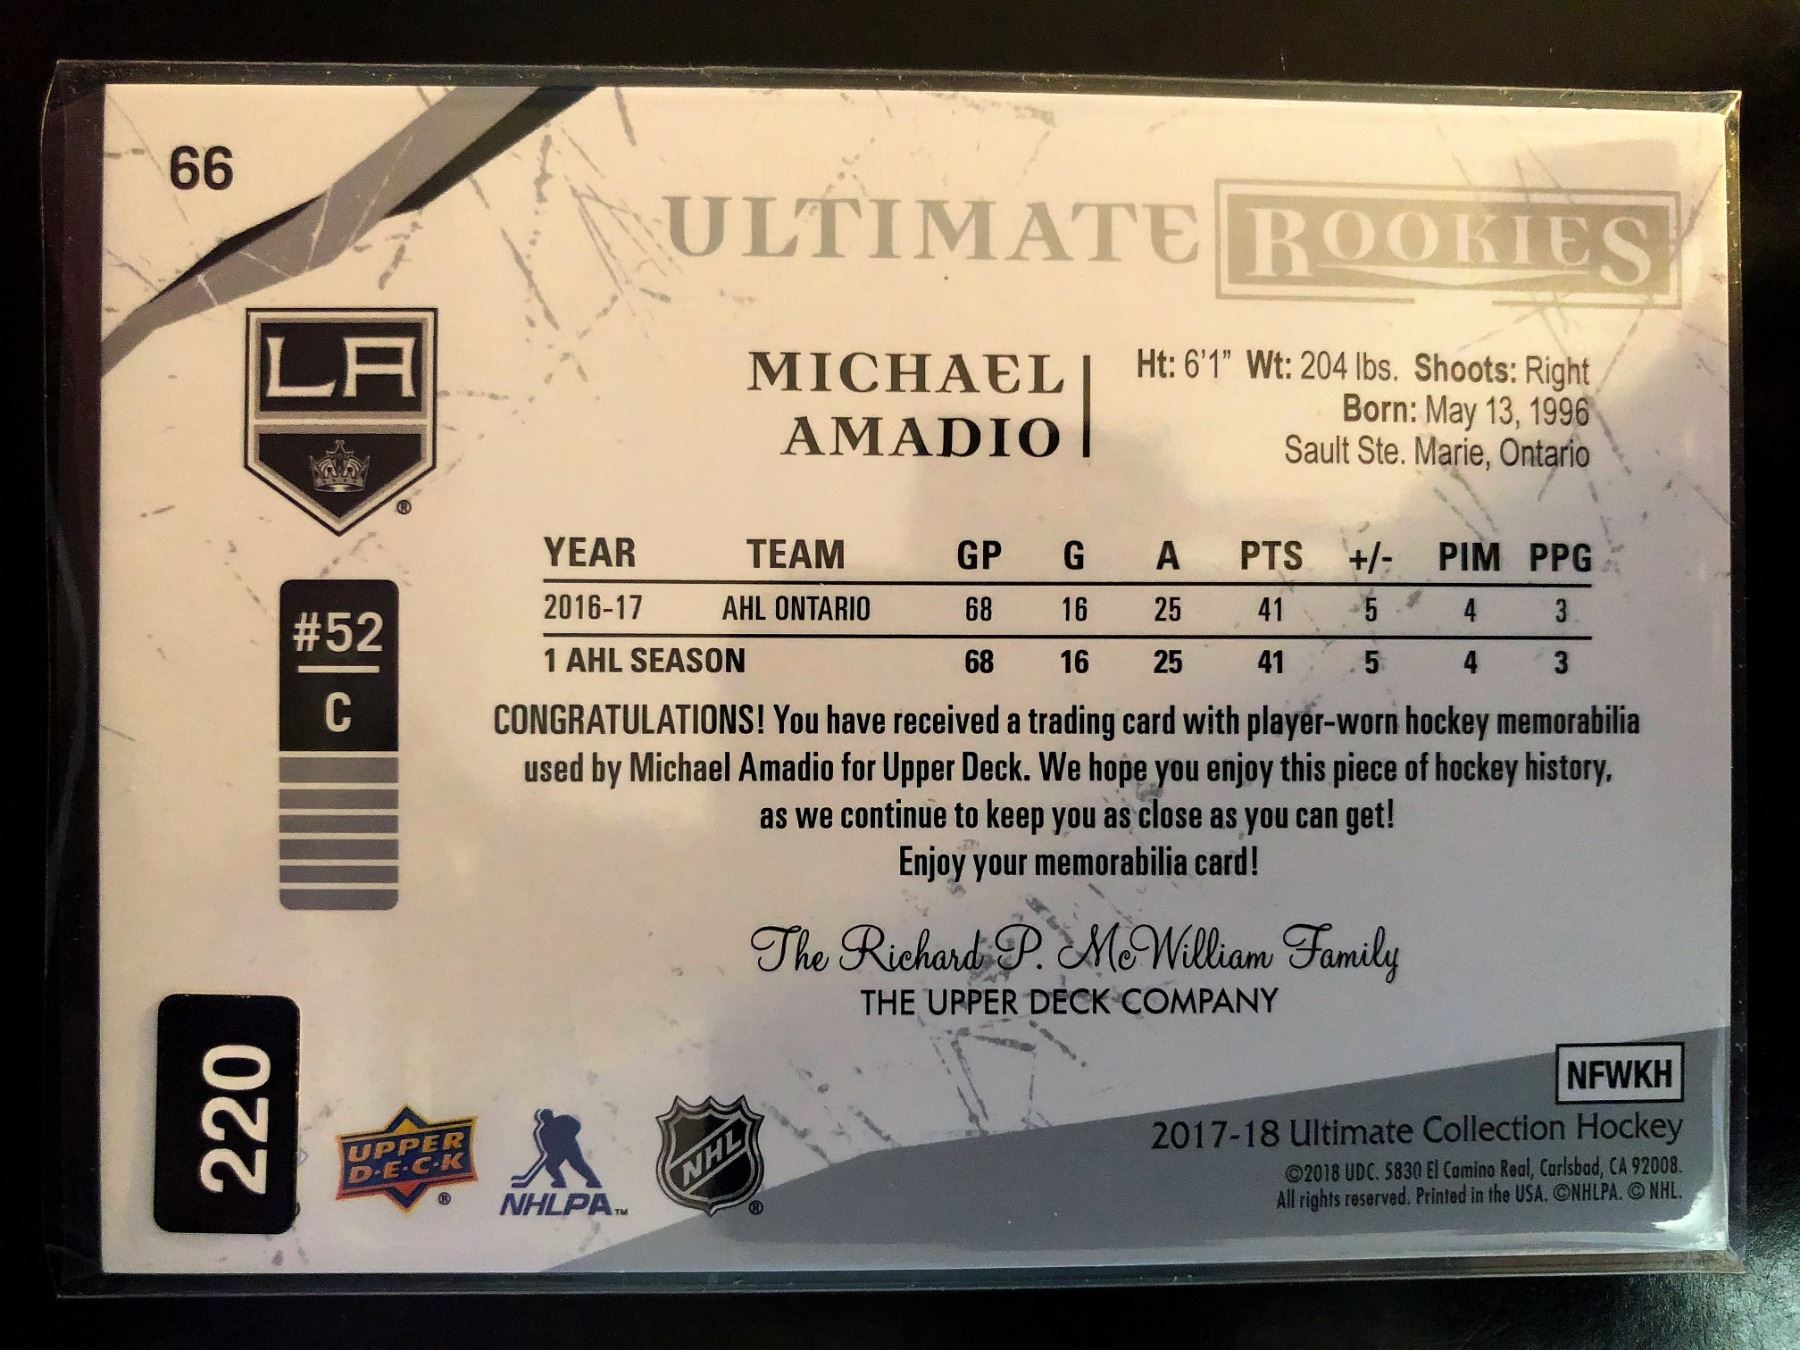 66
ULTIMATE ROOKIES
LA
®
MICHAEL
AMADIO
Ht: 6'1" Wt: 204 lbs. Shoots: Right
Born: May 13, 1996
Sault Ste. Marie, Ontario
#52
C
YEAR TEAM GP G A PTS +/- PIM PPG
2016-17 AHL ONTARIO 68 16 25 41 5 4 3
1 AHL SEASON 68 16 25 41 5 4 3
CONGRATULATIONS! You have received a trading card with player-worn hockey memorabilia
used by Michael Amadio for Upper Deck. We hope you enjoy this piece of hockey history,
as we continue to keep you as close as you can get!
Enjoy your memorabilia card!
The Richard P. McWilliam Family
THE UPPER DECK COMPANY
220
UPPER
D·E·C·K
®
NHLPA™
NHL
®
NFWKH
2017-18 Ultimate Collection Hockey
©2018 UDC. 5830 El Camino Real, Carlsbad, CA 92008.
All rights reserved. Printed in the USA. ©NHLPA. © NHL.